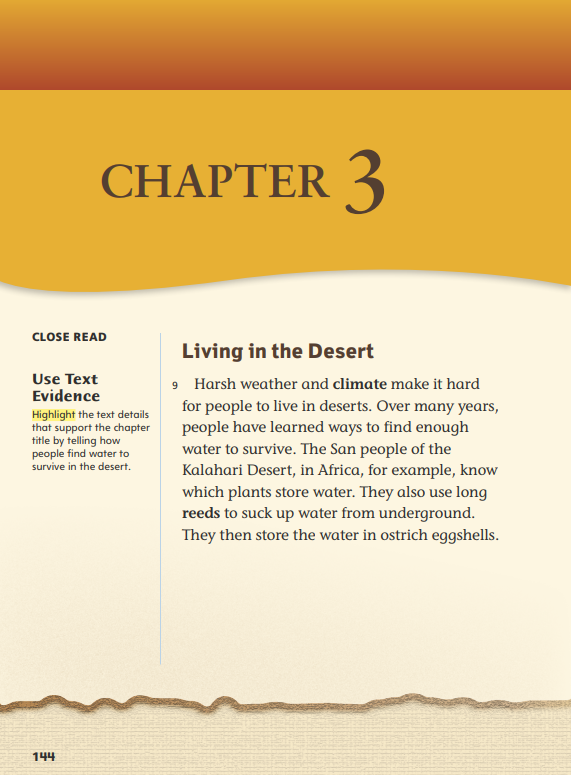 CHAPTER 3
CLOSE READ
Use Text
Evidence
Highlight the text details
that support the chapter
title by telling how
people find water to
survive in the desert.
Living in the Desert
9 Harsh weather and climate make it hard
for people to live in deserts. Over many years,
people have learned ways to find enough
water to survive. The San people of the
Kalahari Desert, in Africa, for example, know
which plants store water. They also use long
reeds to suck up water from underground.
They then store the water in ostrich eggshells.
144